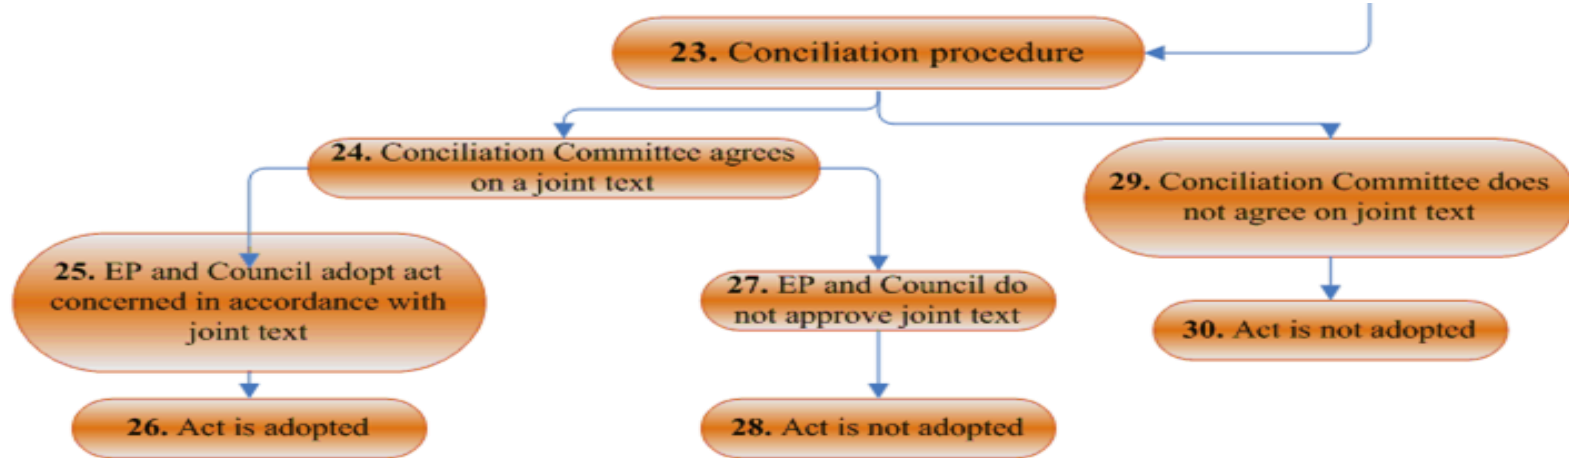 23. Conciliation procedure
24. Conciliation Committee agrees
on a joint text
29. Conciliation Committee does
not agree on joint text
25. EP and Council adopt act
concerned in accordance with
joint text
27. EP and Council do
not approve joint text
30. Act is not adopted
26. Act is adopted
28. Act is not adopted